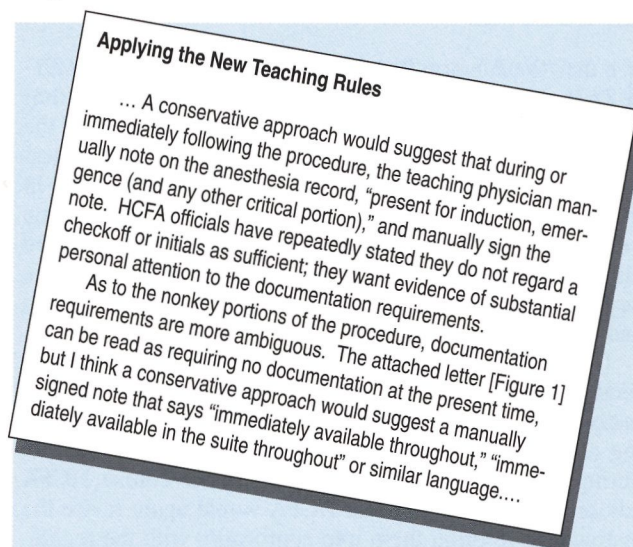 Applying the New Teaching Rules
… A conservative approach would suggest that during or
immediately following the procedure, the teaching physician man-
ually note on the anesthesia record, “present for induction, emer-
gence (and any other critical portion),” and manually sign the
note. HCFA officials have repeatedly stated they do not regard a
checkoff or initials as sufficient; they want evidence of substantial
personal attention to the documentation requirements.
As to the nonkey portions of the procedure, documentation
requirements are more ambiguous. The attached letter [Figure 1]
can be read as requiring no documentation at the present time,
but I think a conservative approach would suggest a manually
signed note that says “immediately available throughout,” “imme-
diately available in the suite throughout” or similar language.…